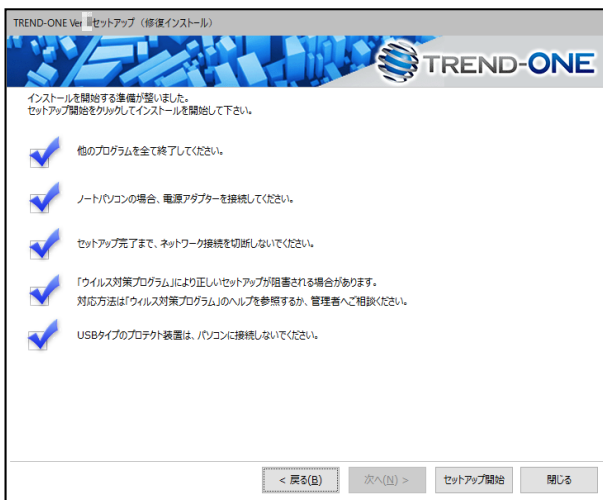 TREND-ONE Ver セットアップ（修復インストール）
TREND-ONE
インストールを開始する準備が整いました。
セットアップ開始をクリックしてインストールを開始して下さい。
他のプログラムを全て終了してください。
ノートパソコンの場合、電源アダプターを接続してください。
セットアップ完了まで、ネットワーク接続を切断しないでください。
「ウイルス対策プログラム」により正しいセットアップが阻害される場合があります。
対応方法は「ウィルス対策プログラム」のヘルプを参照するか、管理者へご相談ください。
USBタイプのプロテクト装置は、パソコンに接続しないでください。
< 戻る(B) 次へ(N) > セットアップ開始 閉じる